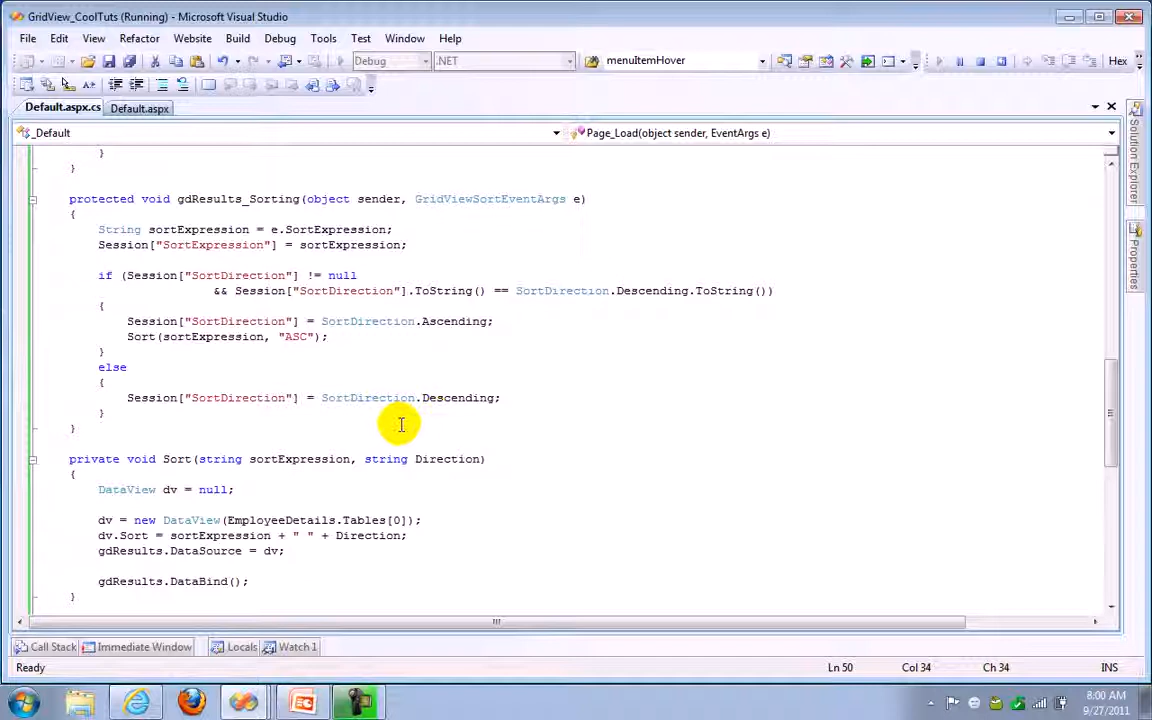 GridView_CoolTuts (Running) - Microsoft Visual Studio
File Edit View Refactor Website Build Debug Tools Test Window Help
Debug .NET menuItemHover Hex
Default.aspx.cs Default.aspx
_Default Page_Load(object sender, EventArgs e)
}
}
protected void gdResults_Sorting(object sender, GridViewSortEventArgs e)
{
String sortExpression = e.SortExpression;
Session["SortExpression"] = sortExpression;
if (Session["SortDirection"] != null
&& Session["SortDirection"].ToString() == SortDirection.Descending.ToString())
{
Session["SortDirection"] = SortDirection.Ascending;
Sort(sortExpression, "ASC");
}
else
{
Session["SortDirection"] = SortDirection.Descending;
}
}
private void Sort(string sortExpression, string Direction)
{
DataView dv = null;
dv = new DataView(EmployeeDetails.Tables[0]);
dv.Sort = sortExpression + " " + Direction;
gdResults.DataSource = dv;
gdResults.DataBind();
}
Solution Explorer
Properties
Call Stack Immediate Window Locals Watch 1
Ready Ln 50 Col 34 Ch 34 INS
8:00 AM
9/27/2011